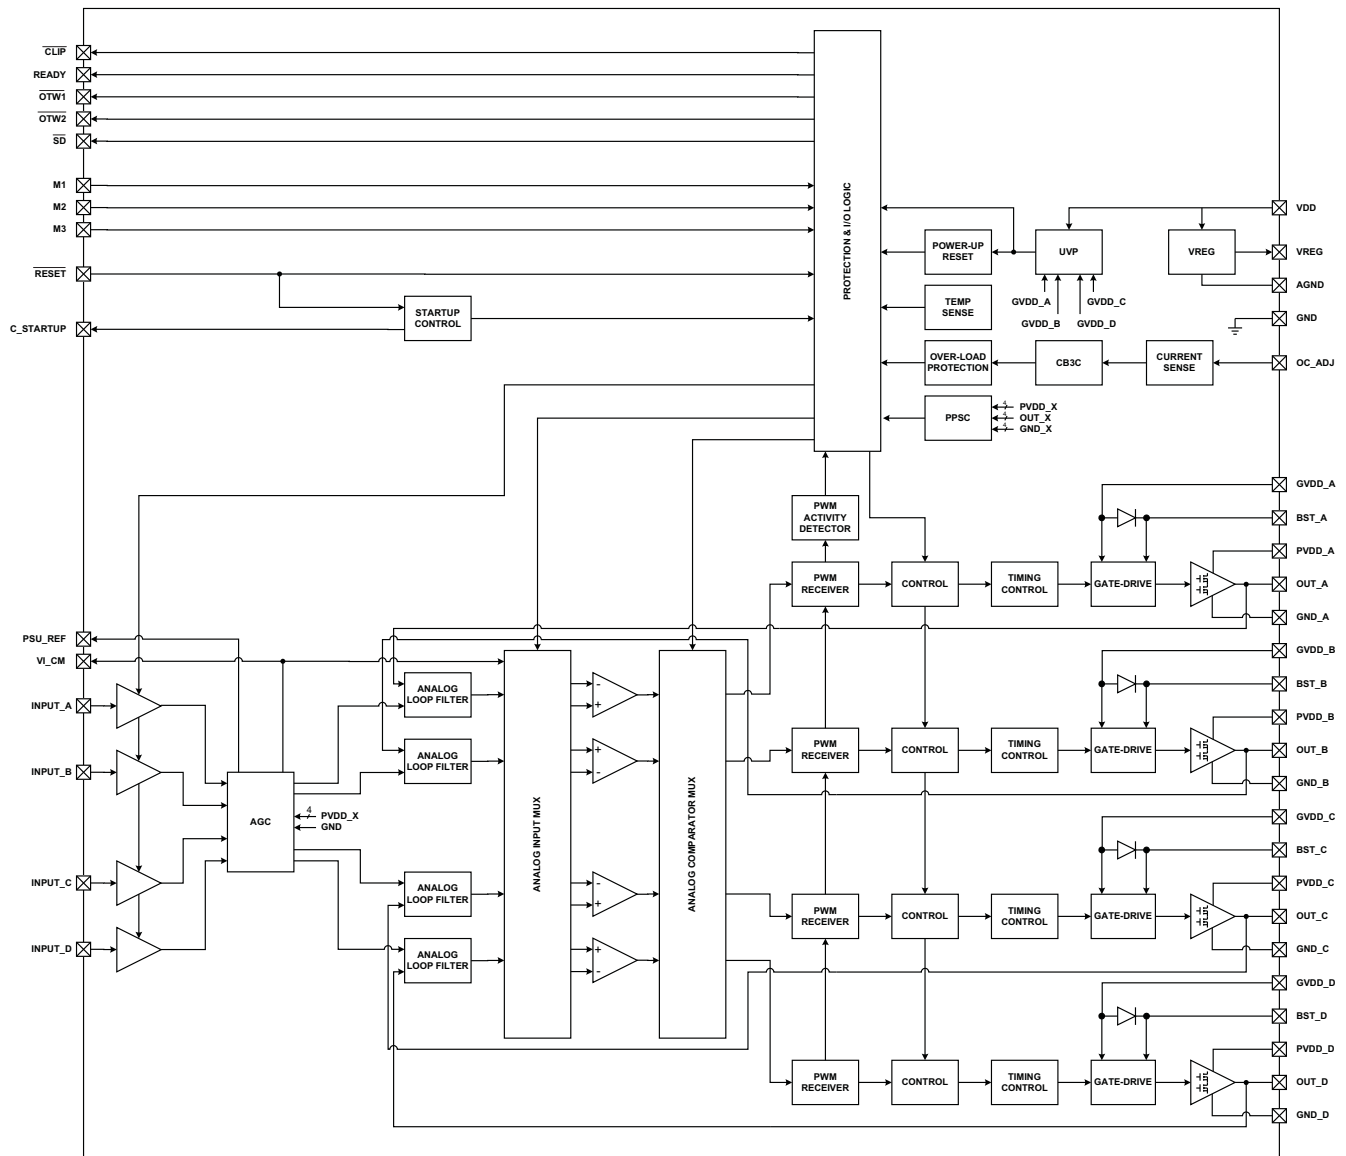 CLIP
READY
OTW1
OTW2
SD
M1
M2
M3
RESET
C_STARTUP
STARTUP
CONTROL
PROTECTION & I/O LOGIC
POWER-UP
RESET
UVP
VREG
GVDD_A
GVDD_C
GVDD_B
GVDD_D
TEMP
SENSE
OVER-LOAD
PROTECTION
CB3C
CURRENT
SENSE
PPSC
4
PVDD_X
4
OUT_X
4
GND_X
VDD
VREG
AGND
GND
OC_ADJ
PWM
ACTIVITY
DETECTOR
PWM
RECEIVER
CONTROL
TIMING
CONTROL
GATE-DRIVE
GVDD_A
BST_A
PVDD_A
OUT_A
GND_A
PSU_REF
VI_CM
INPUT_A
INPUT_B
INPUT_C
INPUT_D
AGC
4
PVDD_X
GND
ANALOG
LOOP FILTER
ANALOG
LOOP FILTER
ANALOG
LOOP FILTER
ANALOG
LOOP FILTER
ANALOG INPUT MUX
-
+
+
-
-
+
+
-
ANALOG COMPARATOR MUX
PWM
RECEIVER
CONTROL
TIMING
CONTROL
GATE-DRIVE
GVDD_B
BST_B
PVDD_B
OUT_B
GND_B
PWM
RECEIVER
CONTROL
TIMING
CONTROL
GATE-DRIVE
GVDD_C
BST_C
PVDD_C
OUT_C
GND_C
PWM
RECEIVER
CONTROL
TIMING
CONTROL
GATE-DRIVE
GVDD_D
BST_D
PVDD_D
OUT_D
GND_D